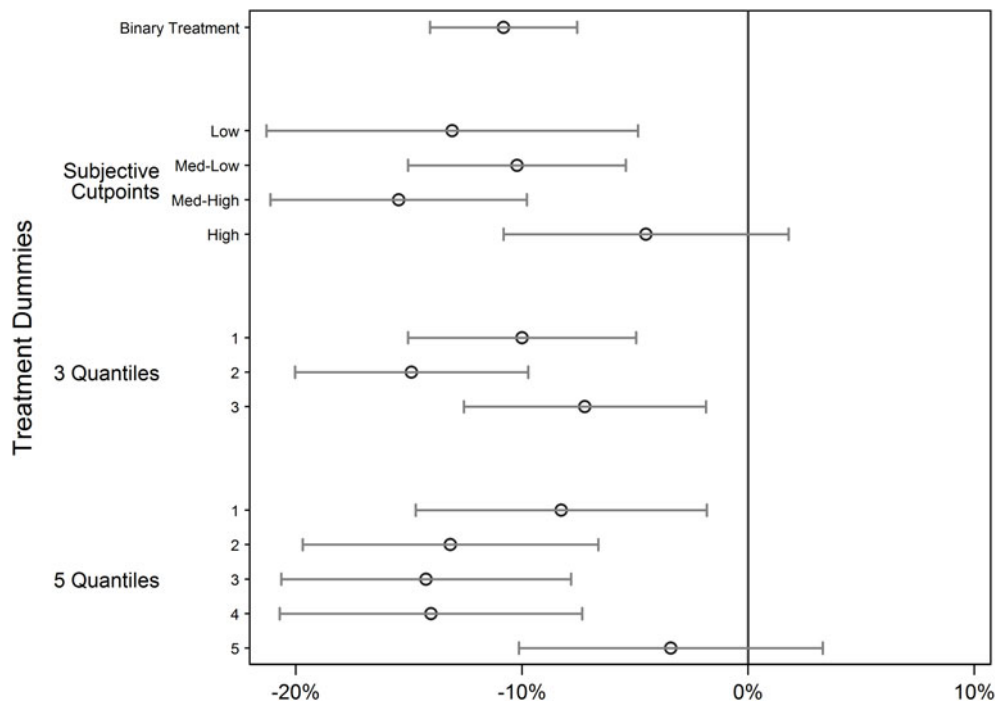 Treatment Dummies
Binary Treatment
Subjective
Cutpoints
Low
Med-Low
Med-High
High
3 Quantiles
1
2
3
5 Quantiles
1
2
3
4
5
-20%
-10%
0%
10%